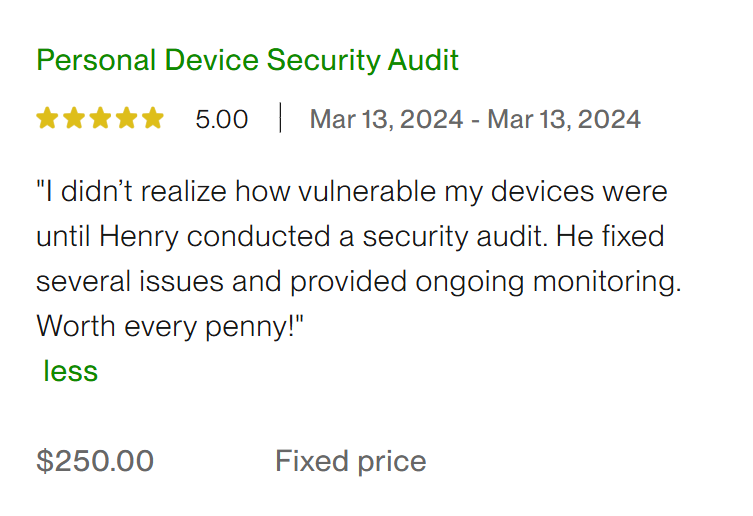 Personal Device Security Audit
5.00 | Mar 13, 2024 - Mar 13, 2024
"I didn’t realize how vulnerable my devices were
until Henry conducted a security audit. He fixed
several issues and provided ongoing monitoring.
Worth every penny!"
less
$250.00 Fixed price